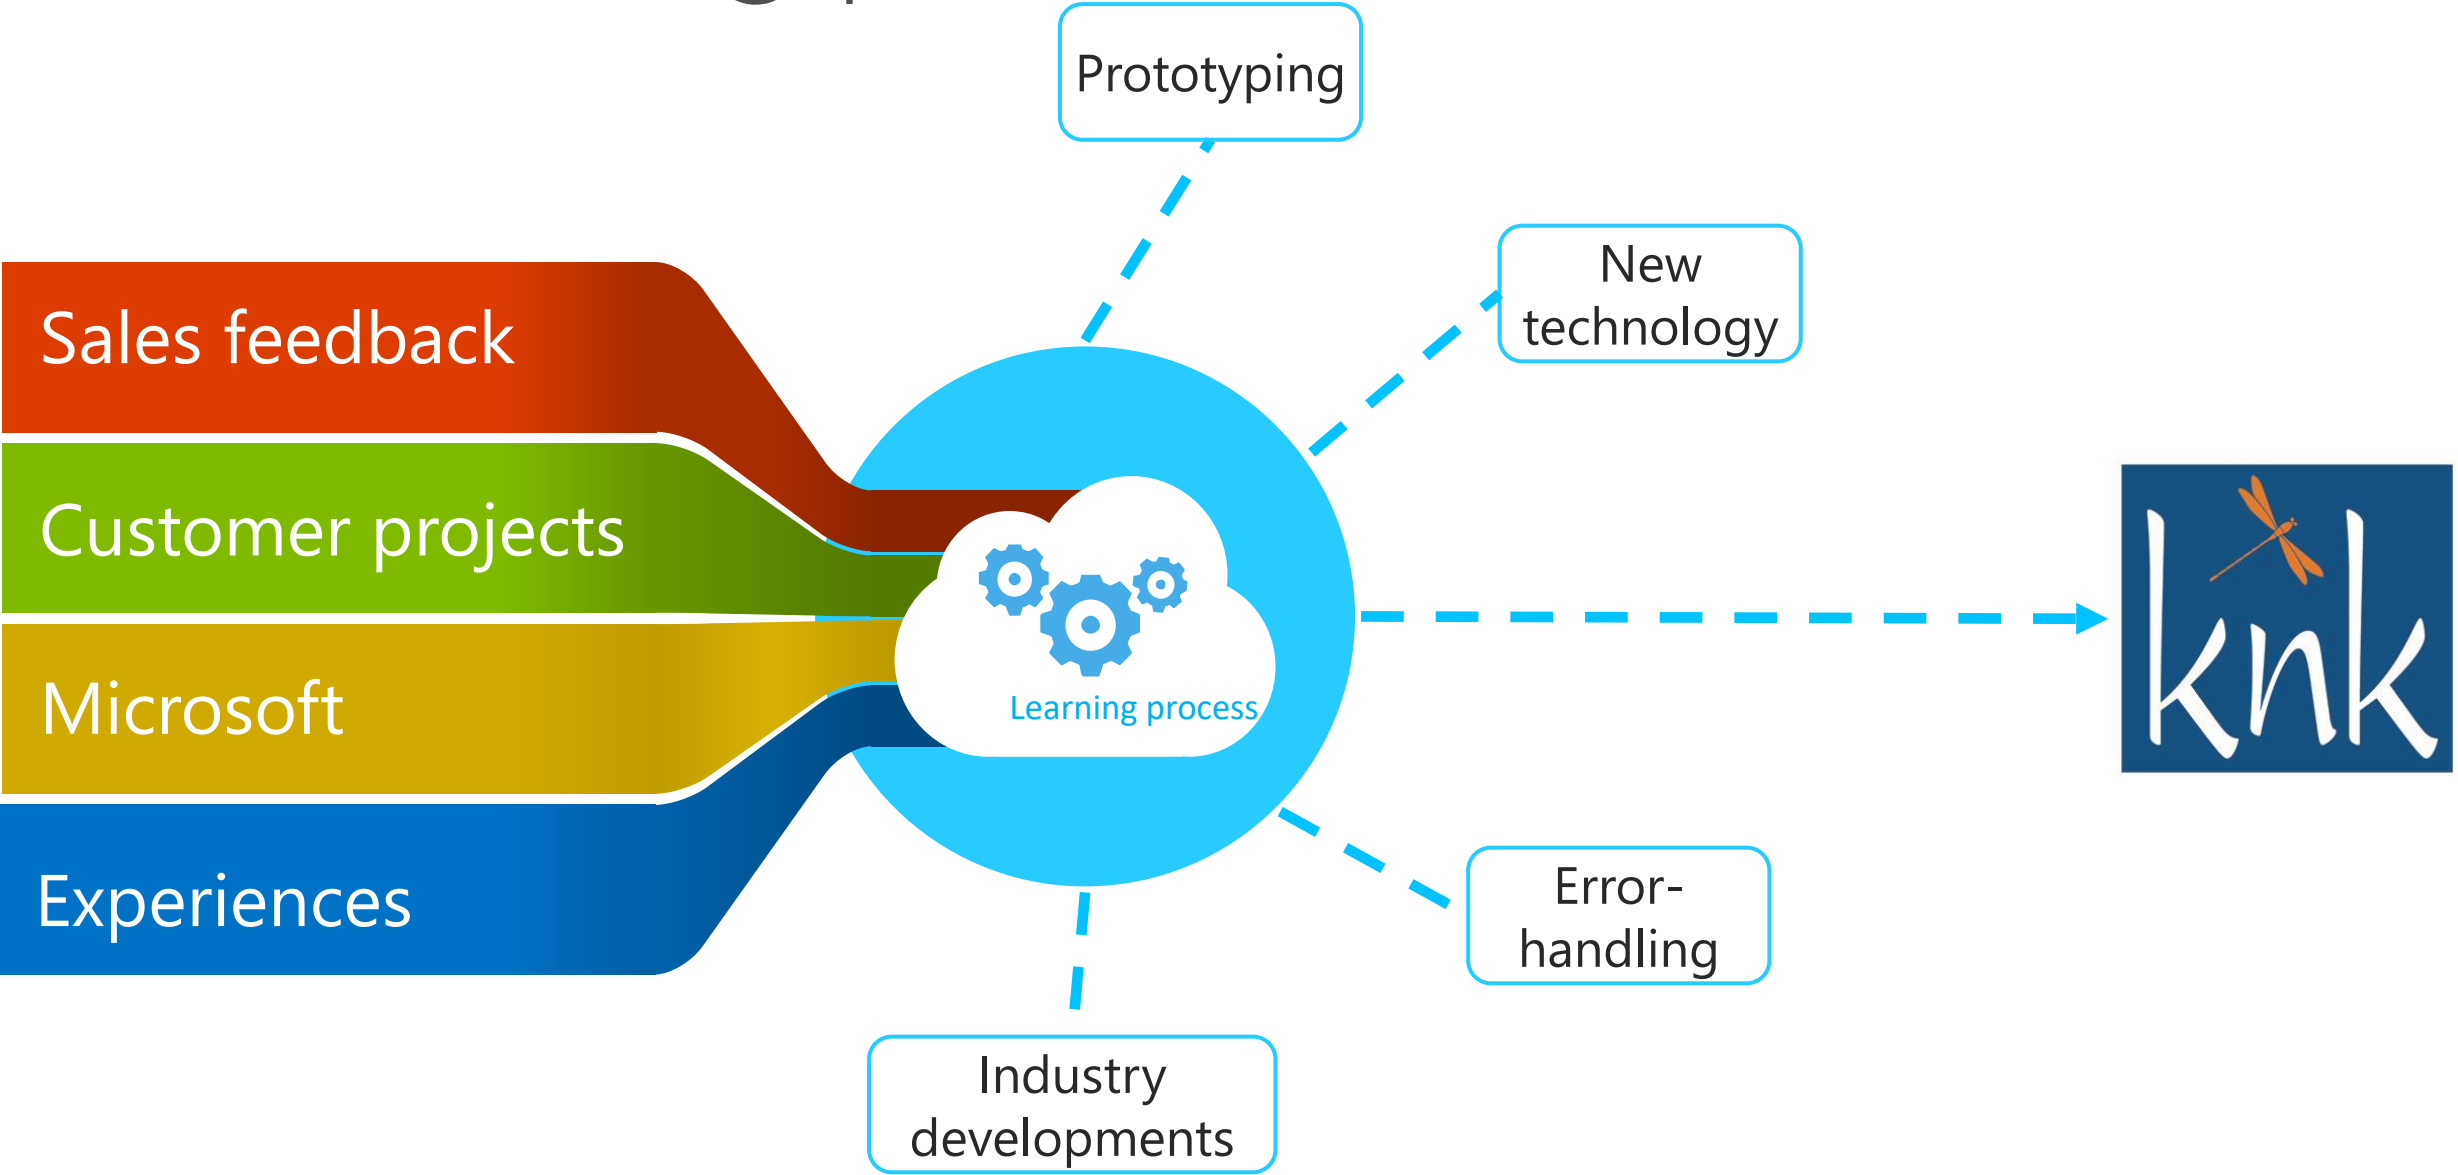 Prototyping
New
technology
Sales feedback
Customer projects
Microsoft
Experiences
Learning process
knk
Error-
handling
Industry
developments